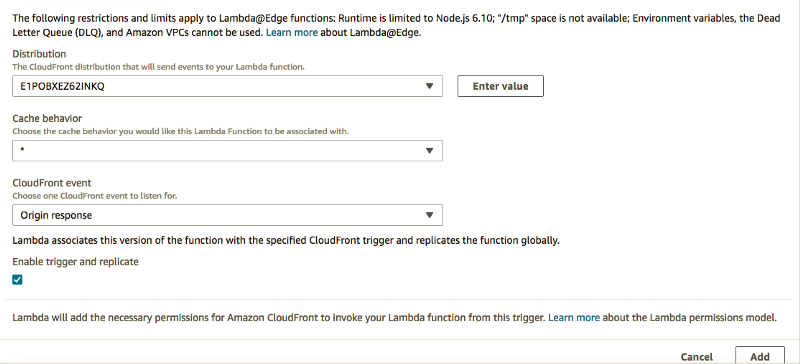 The following restrictions and limits apply to Lambda@Edge functions: Runtime is limited to Node.js 6.10; "/tmp" space is not available; Environment variables, the Dead
Letter Queue (DLQ), and Amazon VPCs cannot be used. Learn more about Lambda@Edge.
Distribution
The CloudFront distribution that will send events to your Lambda function.
E1POBXEZ62INKQ
Enter value
Cache behavior
Choose the cache behavior you would like this Lambda Function to be associated with.
*
CloudFront event
Choose one CloudFront event to listen for.
Origin response
Lambda associates this version of the function with the specified CloudFront trigger and replicates the function globally.
Enable trigger and replicate
Lambda will add the necessary permissions for Amazon CloudFront to invoke your Lambda function from this trigger. Learn more about the Lambda permissions model.
Cancel
Add